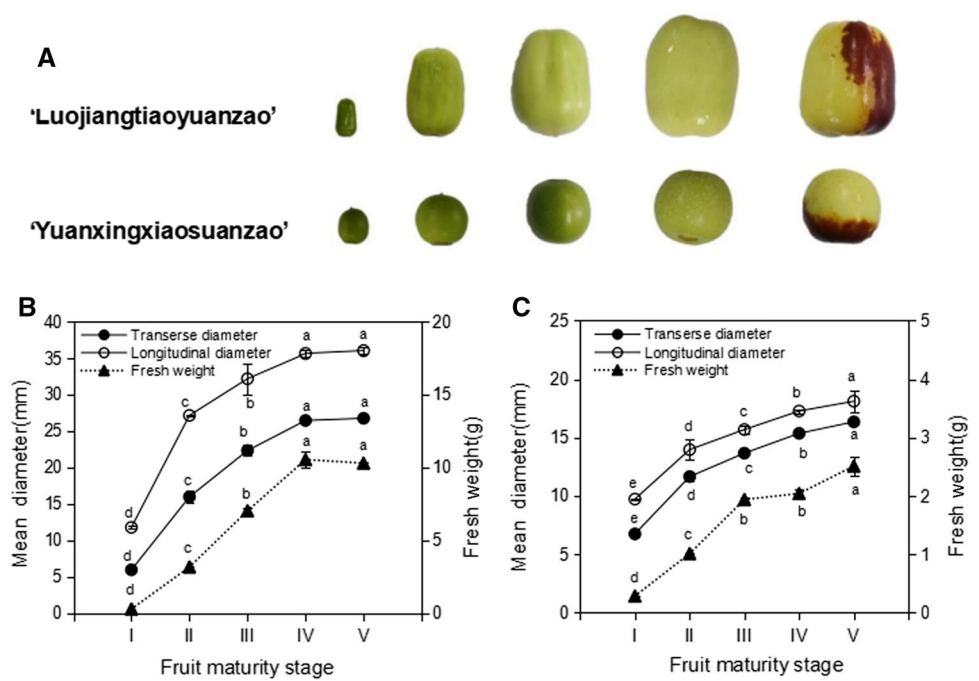 A
‘Luojiangtiaoyuanzao’
‘Yuanxingxiaosuanzao’
B
40
35
30
25
20
15
10
5
0
Mean diameter(mm)
20
15
10
5
0
Fresh weight(g)
Transerse diameter
Longitudinal diameter
Fresh weight
a a
b
c
d
a a
b
c
d
a a
b
c
d
I II III IV V
Fruit maturity stage
C
25
20
15
10
5
0
Mean diameter(mm)
5
4
3
2
1
0
Fresh weight(g)
Transerse diameter
Longitudinal diameter
Fresh weight
a
b
c
d
e
a
b
c
d
e
a
b
b
c
d
I II III IV V
Fruit maturity stage